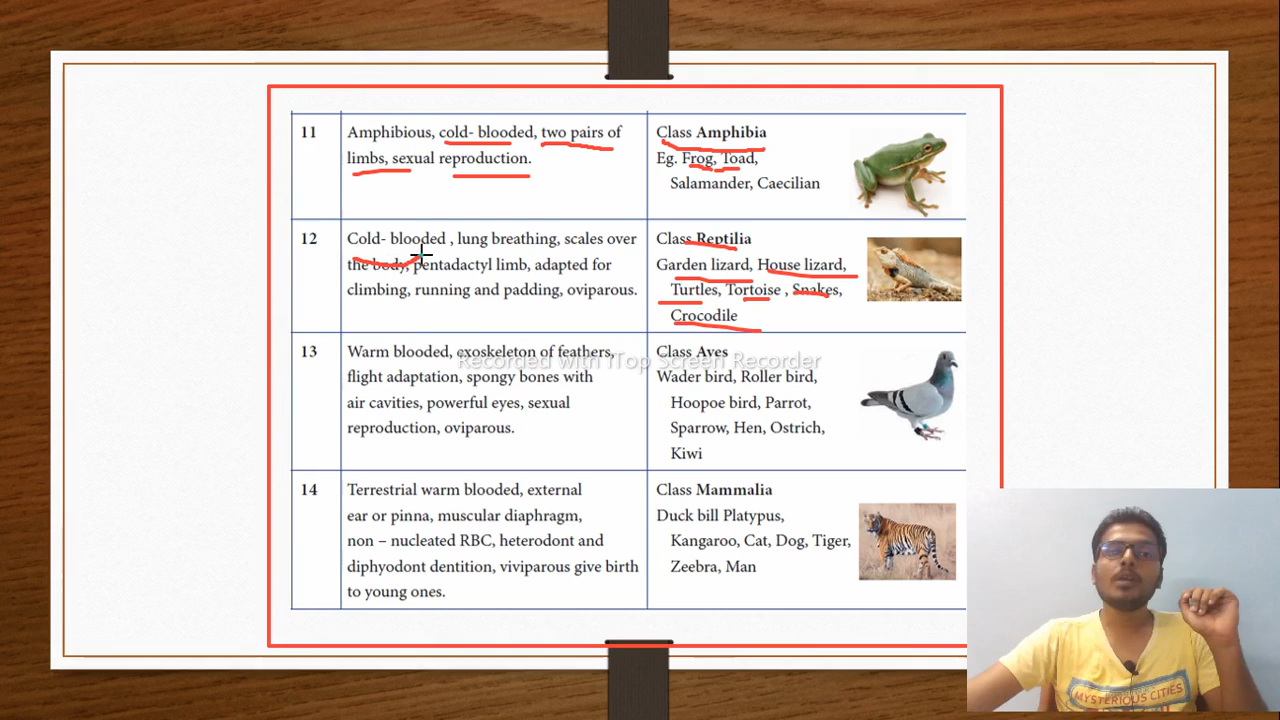 11
Amphibious, cold- blooded, two pairs of
limbs, sexual reproduction.
Class Amphibia
Eg. Frog, Toad,
Salamander, Caecilian
12
Cold- blooded , lung breathing, scales over
the body, pentadactyl limb, adapted for
climbing, running and padding, oviparous.
Class Reptilia
Garden lizard, House lizard,
Turtles, Tortoise , Snakes,
Crocodile
13
Warm blooded, exoskeleton of feathers,
flight adaptation, spongy bones with
air cavities, powerful eyes, sexual
reproduction, oviparous.
Class Aves
Wader bird, Roller bird,
Hoopoe bird, Parrot,
Sparrow, Hen, Ostrich,
Kiwi
Recorded with iTop Screen Recorder
14
Terrestrial warm blooded, external
ear or pinna, muscular diaphragm,
non – nucleated RBC, heterodont and
diphyodont dentition, viviparous give birth
to young ones.
Class Mammalia
Duck bill Platypus,
Kangaroo, Cat, Dog, Tiger,
Zeebra, Man
MYSTERIOUS CITIES